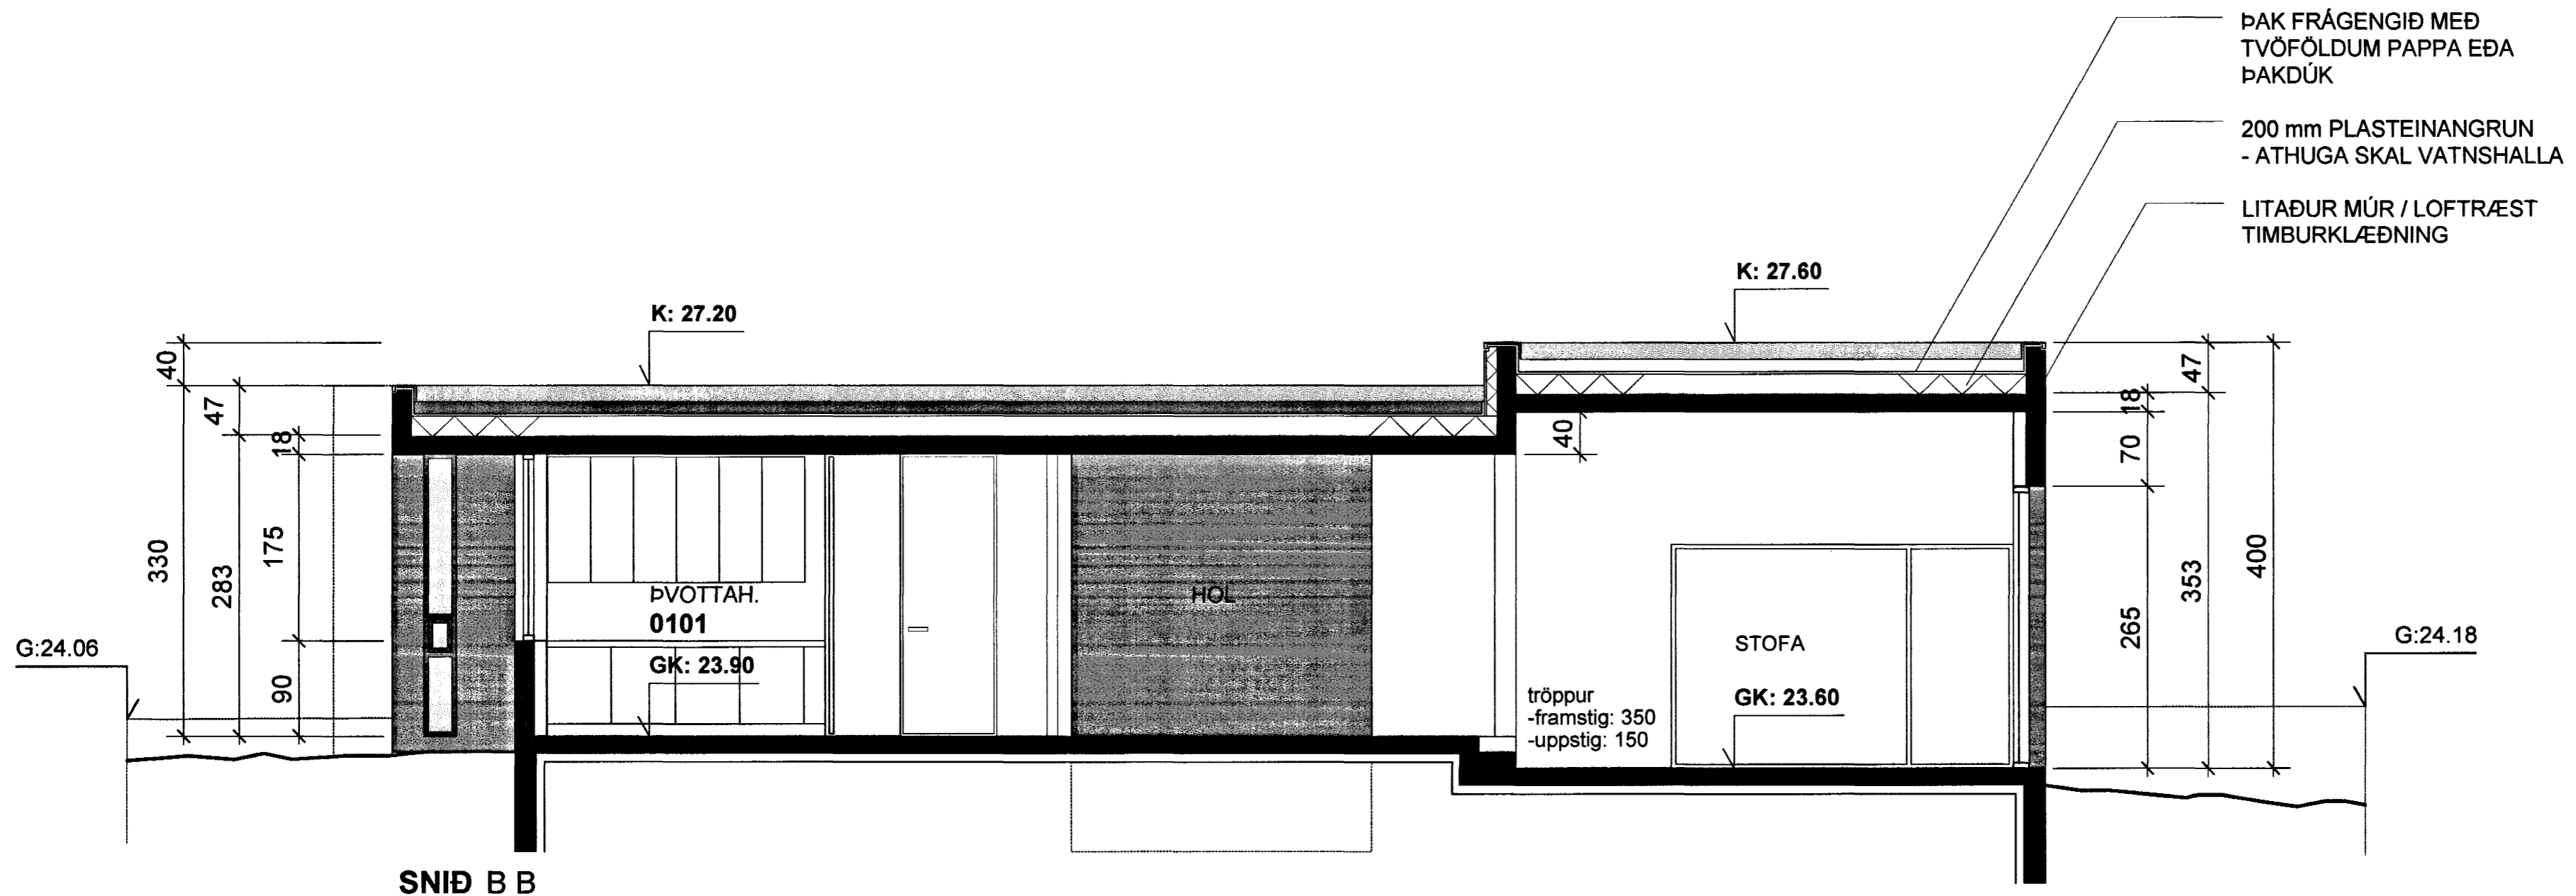 ÞAK FRÁGENGIÐ MEÐ
TVÖFÖLDUM PAPPA EÐA
ÞAKDÚK
200 mm PLASTEINANGRUN
- ATHUGA SKAL VATNSHALLA
LITAÐUR MÚR / LOFTRÆST
TIMBURKLÆÐNING
K: 27.60
K: 27.20
40
47
18
175
330
283
90
G:24.06
40
47
18
70
265
353
400
G:24.18
ÞVOTTAH.
0101
GK: 23.90
HOL
STOFA
GK: 23.60
tröppur
-framstig: 350
-uppstig: 150
SNIÐ B B